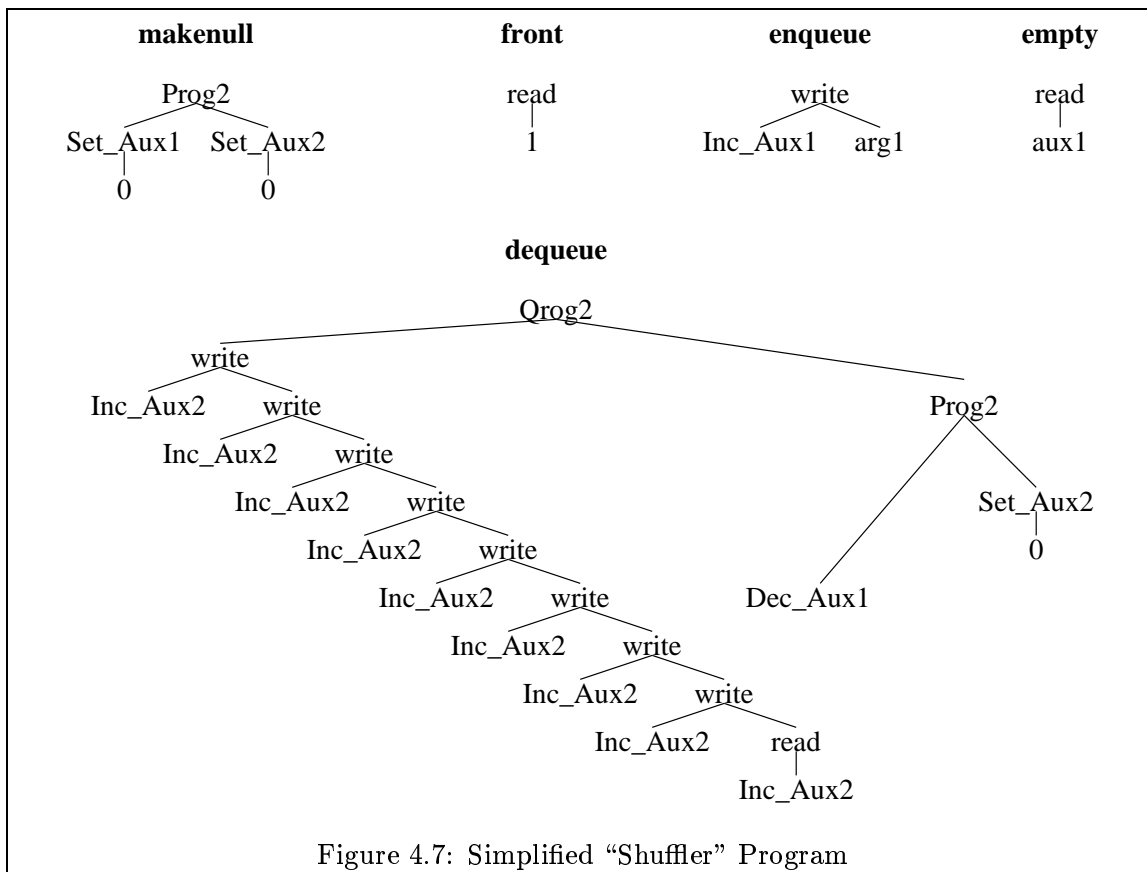 makenull front enqueue empty
Prog2 read write read
Set_Aux1 Set_Aux2 1 Inc_Aux1 arg1 aux1
0 0
dequeue
Qrog2
write
Inc_Aux2 write Prog2
Inc_Aux2 write
Inc_Aux2 write Set_Aux2
Inc_Aux2 write 0
Inc_Aux2 write Dec_Aux1
Inc_Aux2 write
Inc_Aux2 write
Inc_Aux2 read
Inc_Aux2
Figure 4.7: Simplified “Shuffler” Program